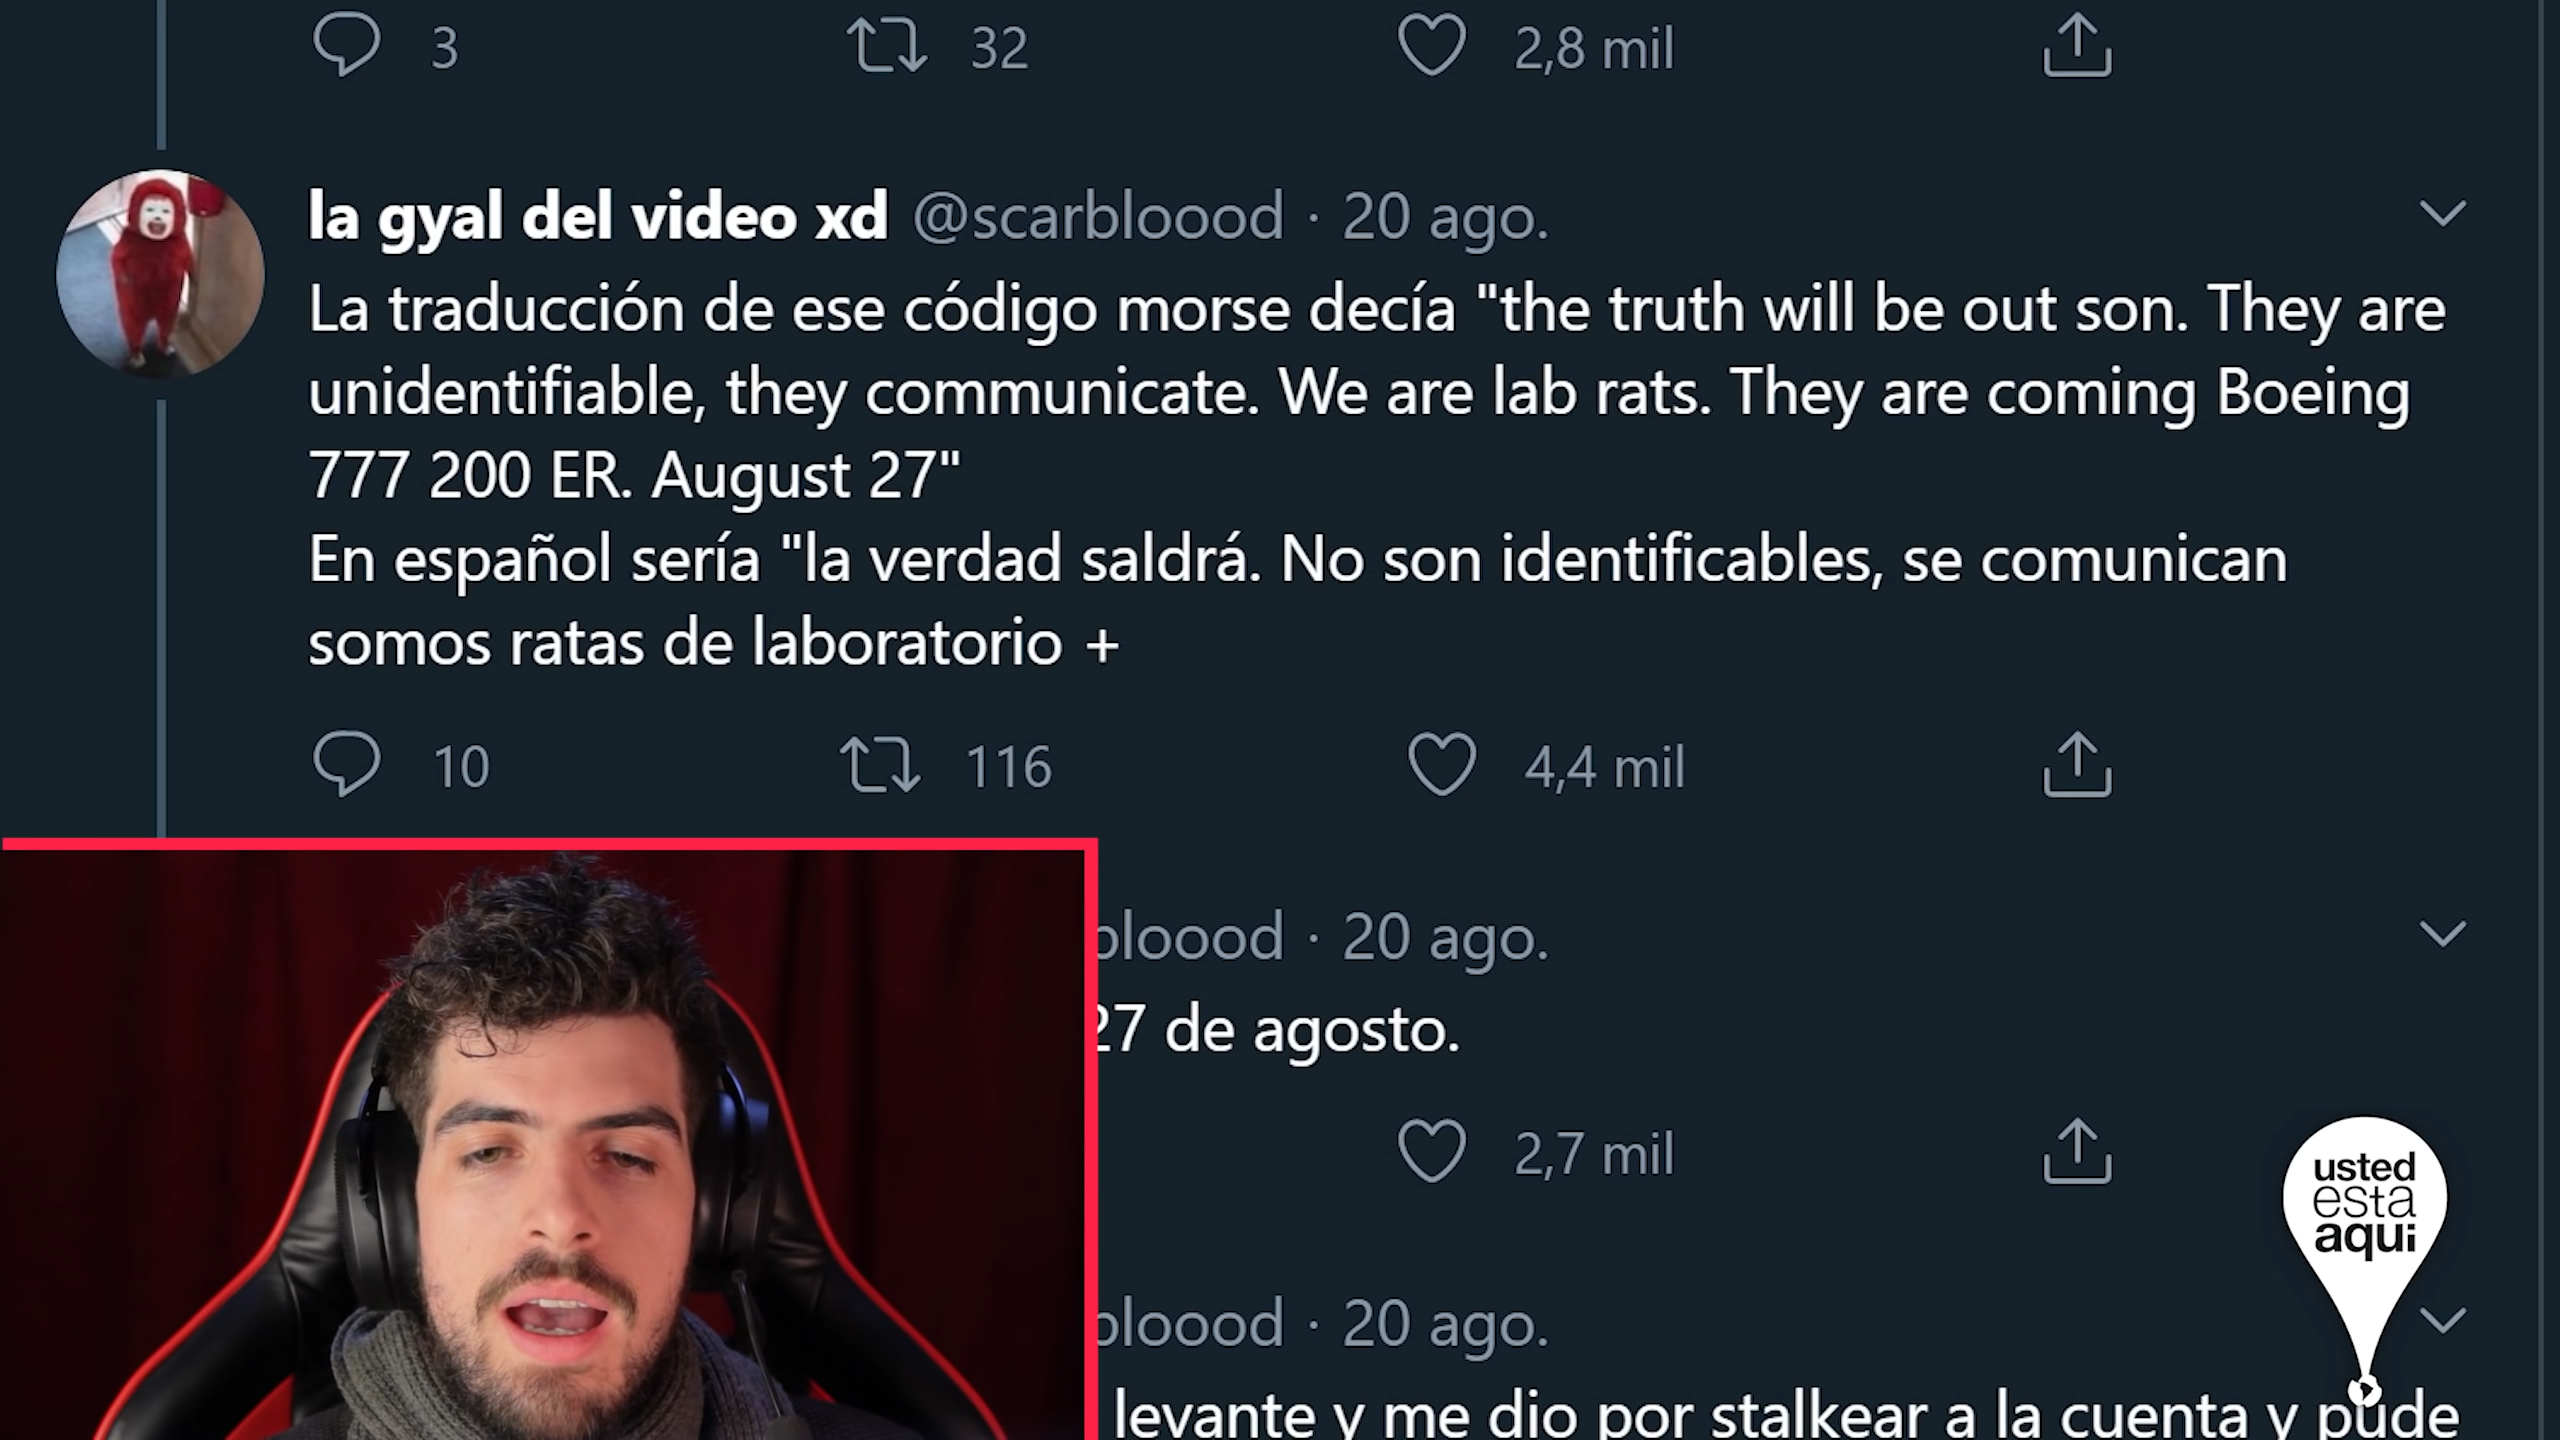 3 32 2,8 mil
la gyal del video xd @scarbloood · 20 ago.
La traducción de ese código morse decía "the truth will be out son. They are
unidentifiable, they communicate. We are lab rats. They are coming Boeing
777 200 ER. August 27"
En español sería "la verdad saldrá. No son identificables, se comunican
somos ratas de laboratorio +
10 116 4,4 mil
bloood · 20 ago.
27 de agosto.
2,7 mil
usted
esta
aqui
bloood · 20 ago.
levante y me dio por stalkear a la cuenta y pude